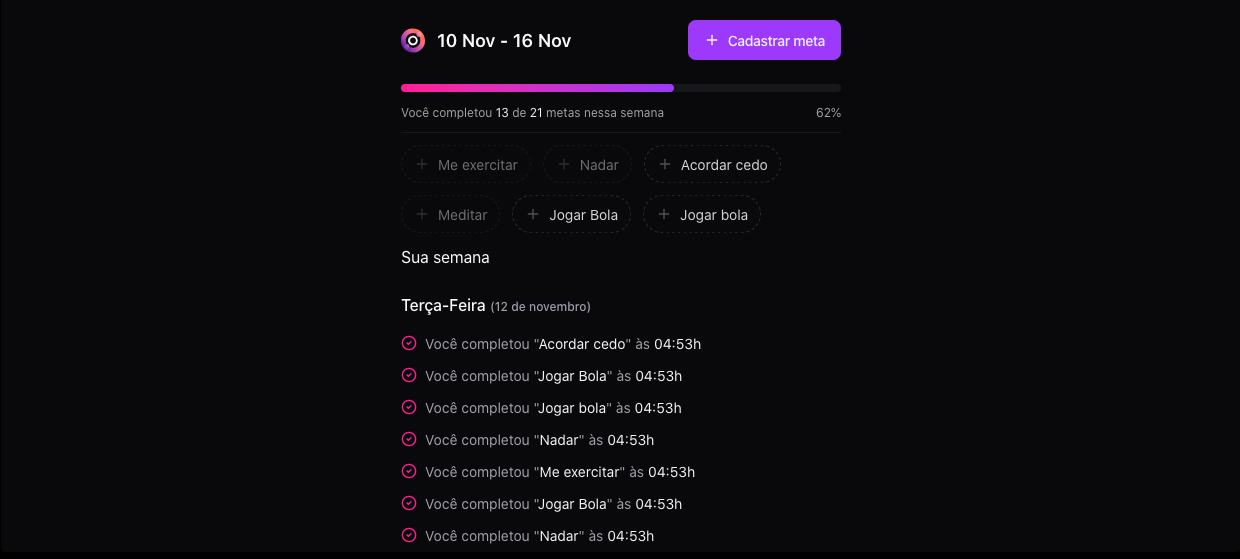 10 Nov - 16 Nov
Cadastrar meta
Você completou 13 de 21 metas nessa semana 62%
Me exercitar Nadar Acordar cedo
Meditar Jogar Bola Jogar bola
Sua semana
Terça-Feira (12 de novembro)
Você completou "Acordar cedo" às 04:53h
Você completou "Jogar Bola" às 04:53h
Você completou "Jogar bola" às 04:53h
Você completou "Nadar" às 04:53h
Você completou "Me exercitar" às 04:53h
Você completou "Jogar Bola" às 04:53h
Você completou "Nadar" às 04:53h